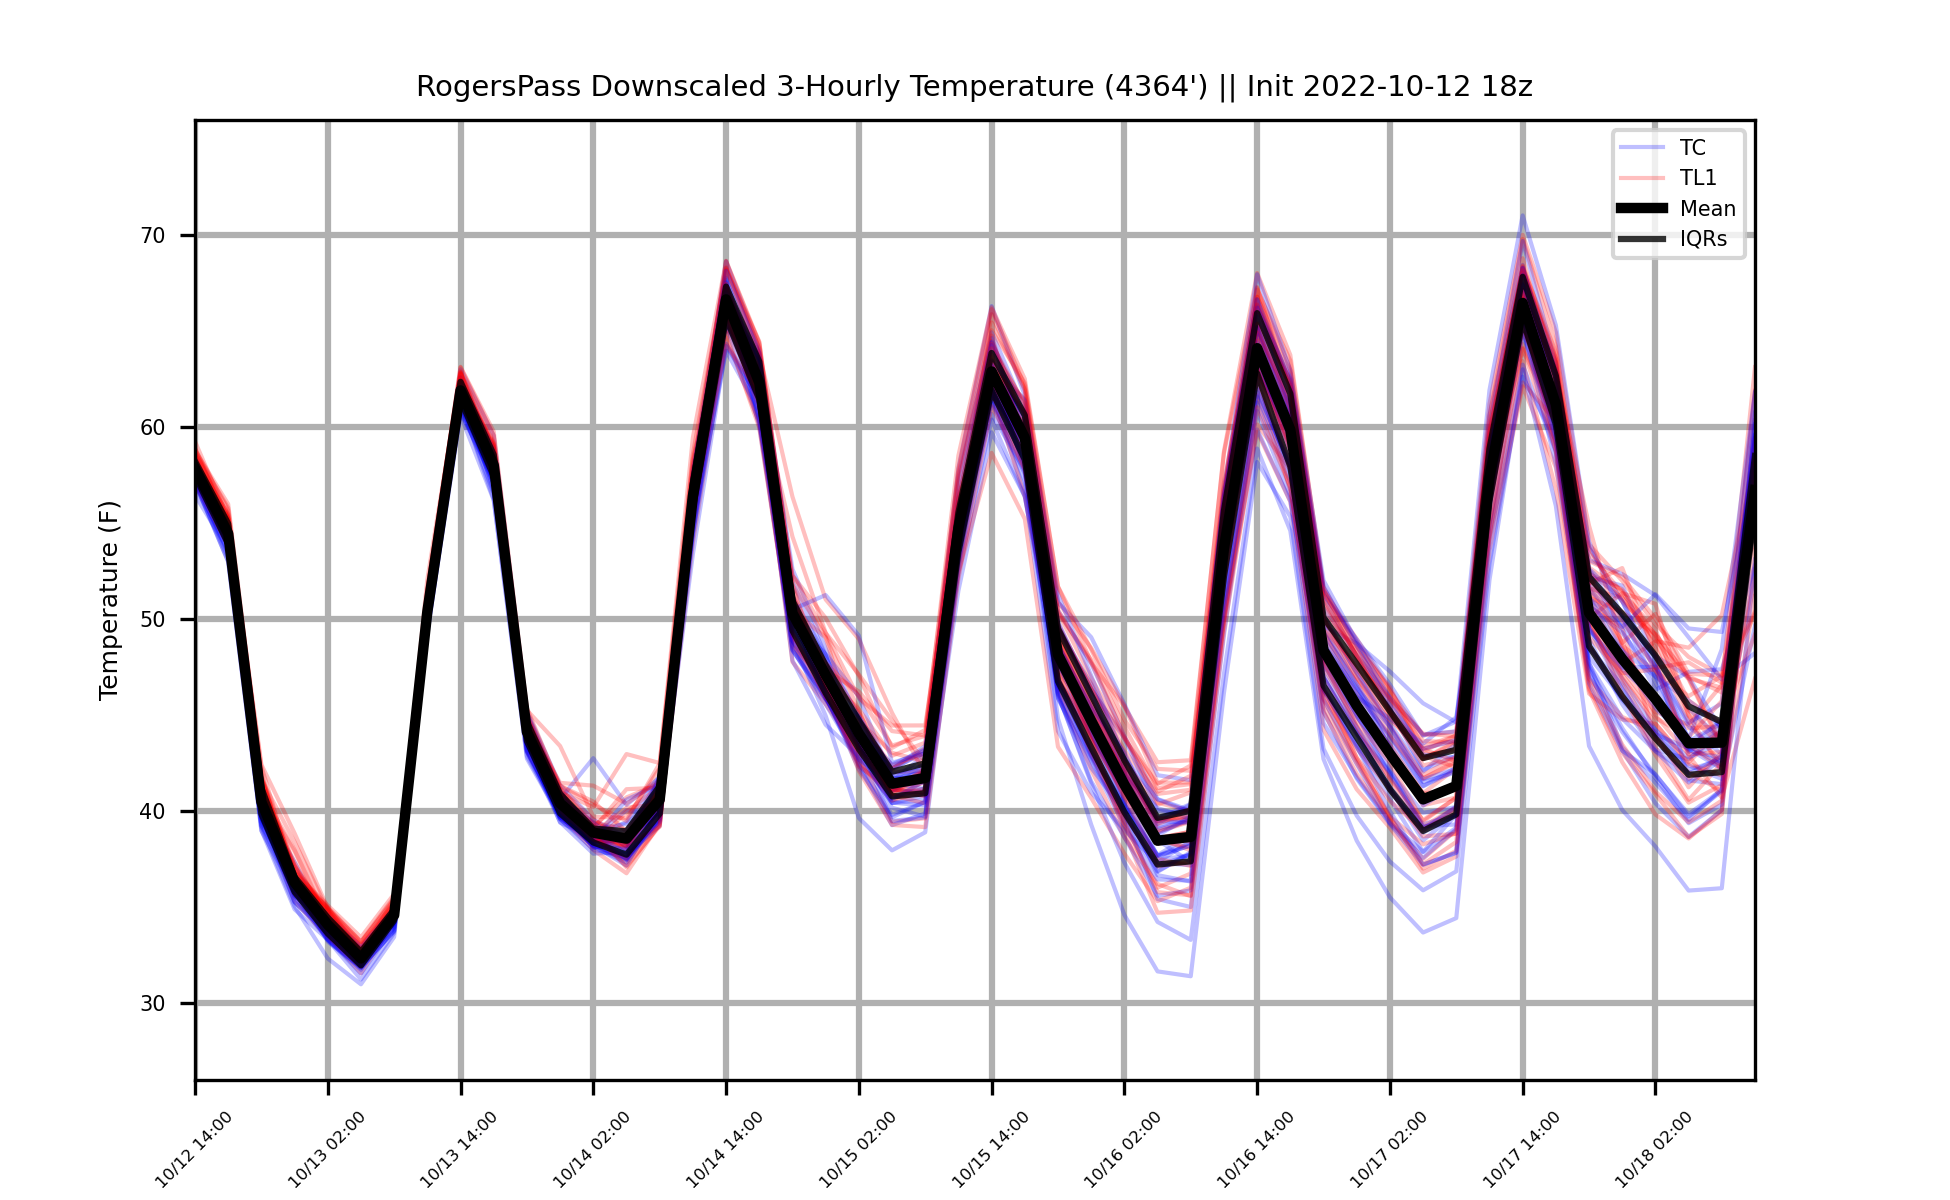 RogersPass Downscaled 3-Hourly Temperature (4364') || Init 2022-10-12 18z
TC
TL1
Mean
IQRs
Temperature (F)
70
60
50
40
30
10/12 14:00
10/13 02:00
10/13 14:00
10/14 02:00
10/14 14:00
10/15 02:00
10/15 14:00
10/16 02:00
10/16 14:00
10/17 02:00
10/17 14:00
10/18 02:00